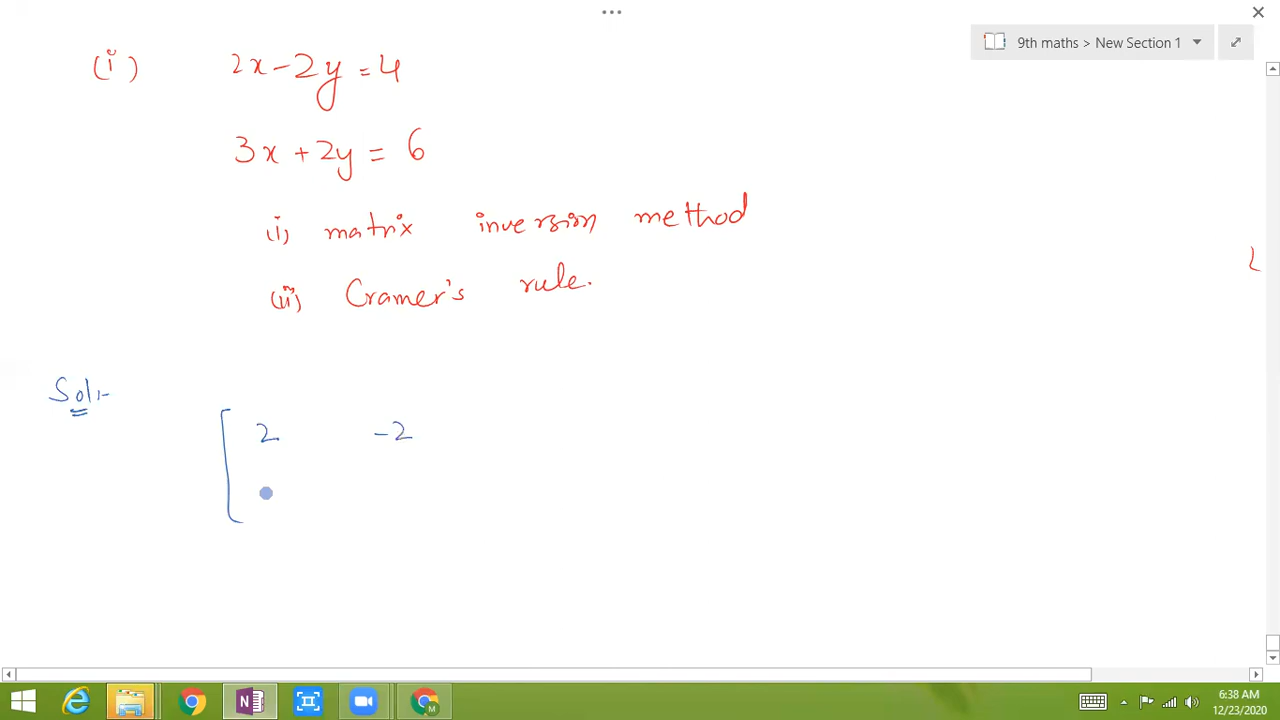 9th maths > New Section 1
(i) 2x - 2y = 4
3x + 2y = 6
(i) matrix inversion method
(ii) Cramer's rule.
Sol:-
2 -2
6:38 AM
12/23/2020